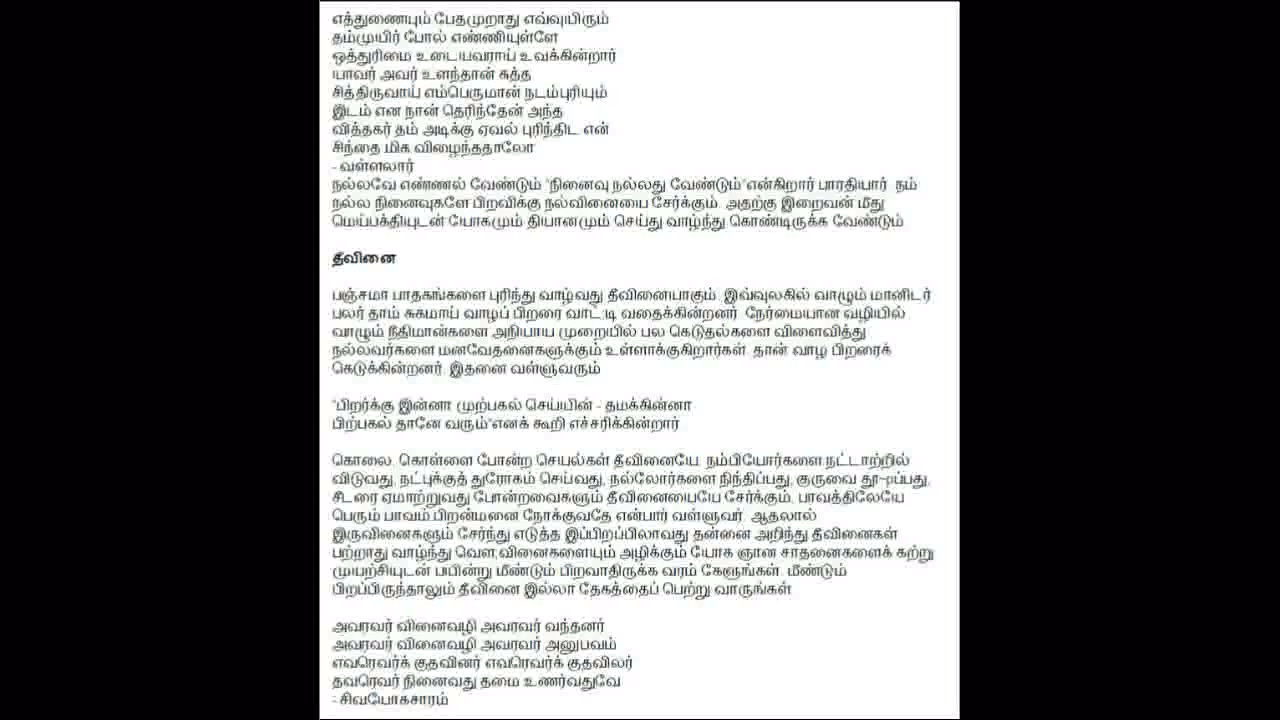 எத்துணையும் பேதமுறாது எவ்வுயிரும்
தம்முயிர் போல் எண்ணியுள்ளே
ஒத்துரிமை உடையவராய் உவக்கின்றார்
யாவர் அவர் உளந்தான் சுத்த
சித்திருவாய் எம்பெருமான் நடம்புரியும்
இடம் என நான் தெரிந்தேன் அந்த
வித்தகர் தம் அடிக்கு ஏவல் புரிந்திட என்
சிந்தை மிக விழைந்ததாலோ
- வள்ளலார்
நல்லவே எண்ணல் வேண்டும் "நினைவு நல்லது வேண்டும்"என்கிறார் பாரதியார். நம்
நல்ல நினைவுகளே பிறவிக்கு நல்வினையை சேர்க்கும். அதற்கு இறைவன் மீது
மெய்பக்தியுடன் யோகமும் தியானமும் செய்து வாழ்ந்து கொண்டிருக்க வேண்டும்.
தீவினை
பஞ்சமா பாதகங்களை புரிந்து வாழ்வது தீவினையாகும். இவ்வுலகில் வாழும் மானிடர்
பலர் தாம் சுகமாய் வாழப் பிறரை வாட்;டி வதைக்கின்றனர். நேர்மையான வழியில்
வாழும் நீதிமான்களை அநியாய முறையில் பல கெடுதல்களை விளைவித்து
நல்லவர்களை மனவேதனைகளுக்கும் உள்ளாக்குகிறார்கள். தான் வாழ பிறரைக்
கெடுக்கின்றனர். இதனை வள்ளுவரும்
"பிறர்க்கு இன்னா முற்பகல் செய்யின் - தமக்கின்னா
பிற்பகல் தானே வரும்"எனக் கூறி எச்சரிக்கின்றார்
கொலை, கொள்ளை போன்ற செயல்கள் தீவினையே. நம்பியோர்களை நட்டாற்றில்
விடுவது, நட்புக்குத் துரோகம் செய்வது, நல்லோர்களை நிந்திப்பது, குருவை தூ~pப்பது,
சீடரை ஏமாற்றுவது போன்றவைகளும் தீவினையையே சேர்க்கும். பாவத்திலேயே
பெரும் பாவம் பிறன்மனை நோக்குவதே என்பார் வள்ளுவர். ஆதலால்
இருவினைகளும் சேர்ந்து எடுத்த இப்பிறப்பிலாவது தன்னை அறிந்து தீவினைகள்
பற்றாது வாழ்ந்து வௌ;வினைகளையும் அழிக்கும் யோக ஞான சாதனைகளைக் கற்று
முயற்சியுடன் பயின்று மீண்டும் பிறவாதிருக்க வரம் கேளுங்கள். மீண்டும்
பிறப்பிருந்தாலும் தீவினை இல்லா தேகத்தைப் பெற்று வாருங்கள்.
அவரவர் வினைவழி அவரவர் வந்தனர்
அவரவர் வினைவழி அவரவர் அனுபவம்
எவரெவர்க் குதவினர் எவரெவர்க் குதவிலர்
தவரெவர் நினைவது தமை உணர்வதுவே
- சிவயோகசாரம்